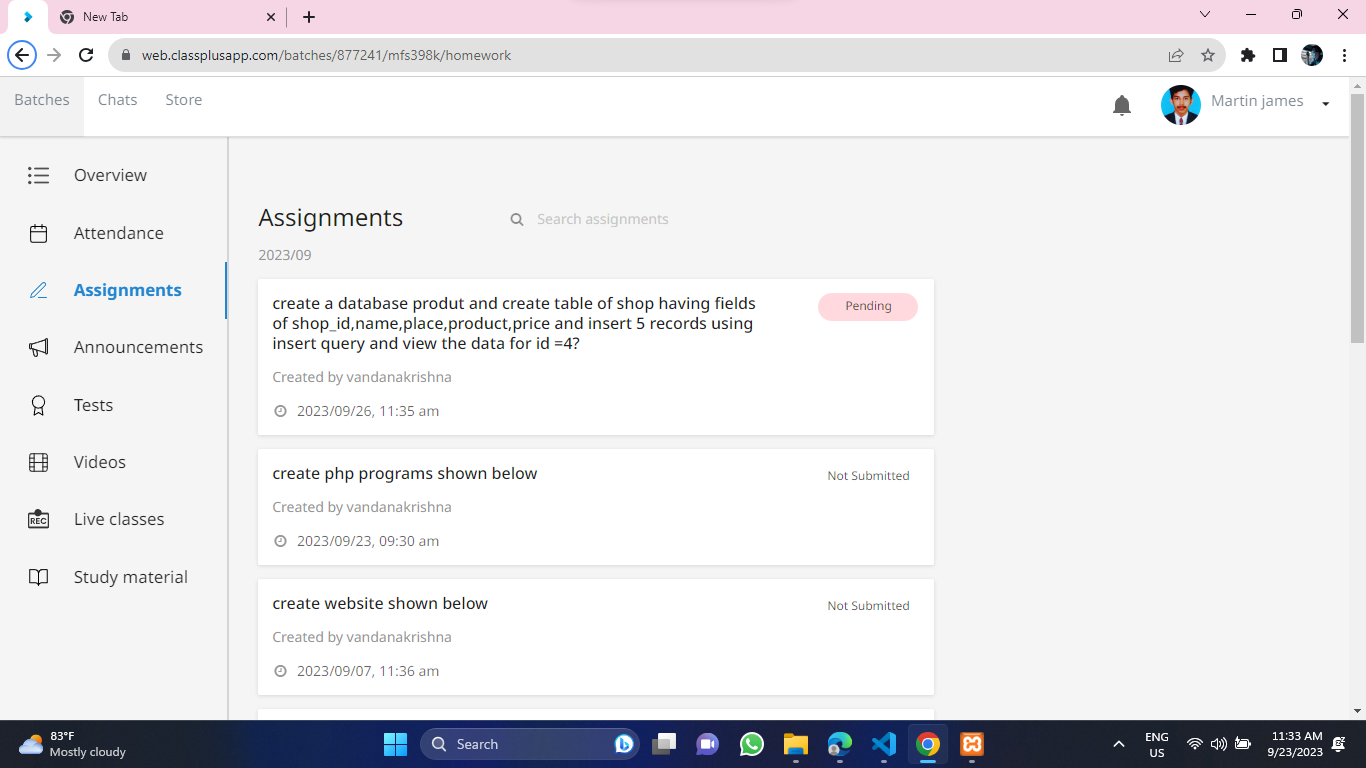 New Tab
web.classplusapp.com/batches/877241/mfs398k/homework
Batches Chats Store
Martin james
Overview
Attendance
Assignments
Announcements
Tests
Videos
REC
Live classes
Study material
Assignments
Search assignments
2023/09
create a database produt and create table of shop having fields
of shop_id,name,place,product,price and insert 5 records using
insert query and view the data for id =4?
Pending
Created by vandanakrishna
2023/09/26, 11:35 am
create php programs shown below
Not Submitted
Created by vandanakrishna
2023/09/23, 09:30 am
create website shown below
Not Submitted
Created by vandanakrishna
2023/09/07, 11:36 am
83°F
Mostly cloudy
Search
ENG
US
11:33 AM
9/23/2023